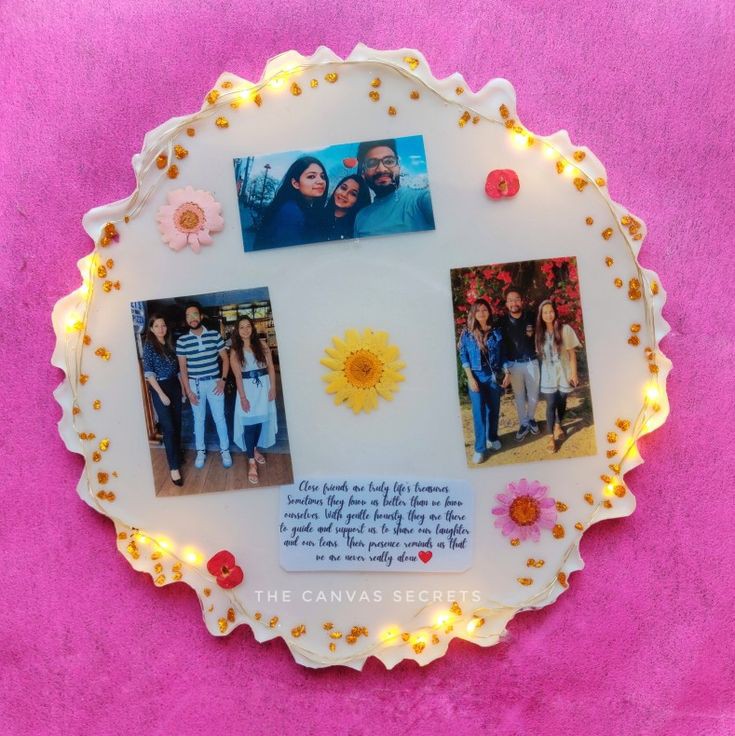 Close friends are truly life's treasures.
Sometimes they know us better than we know
ourselves. With gentle honesty, they are there
to guide and support us, to share our laughter
and our tears. Their presence reminds us that
we are never really alone
THE CANVAS SECRETS